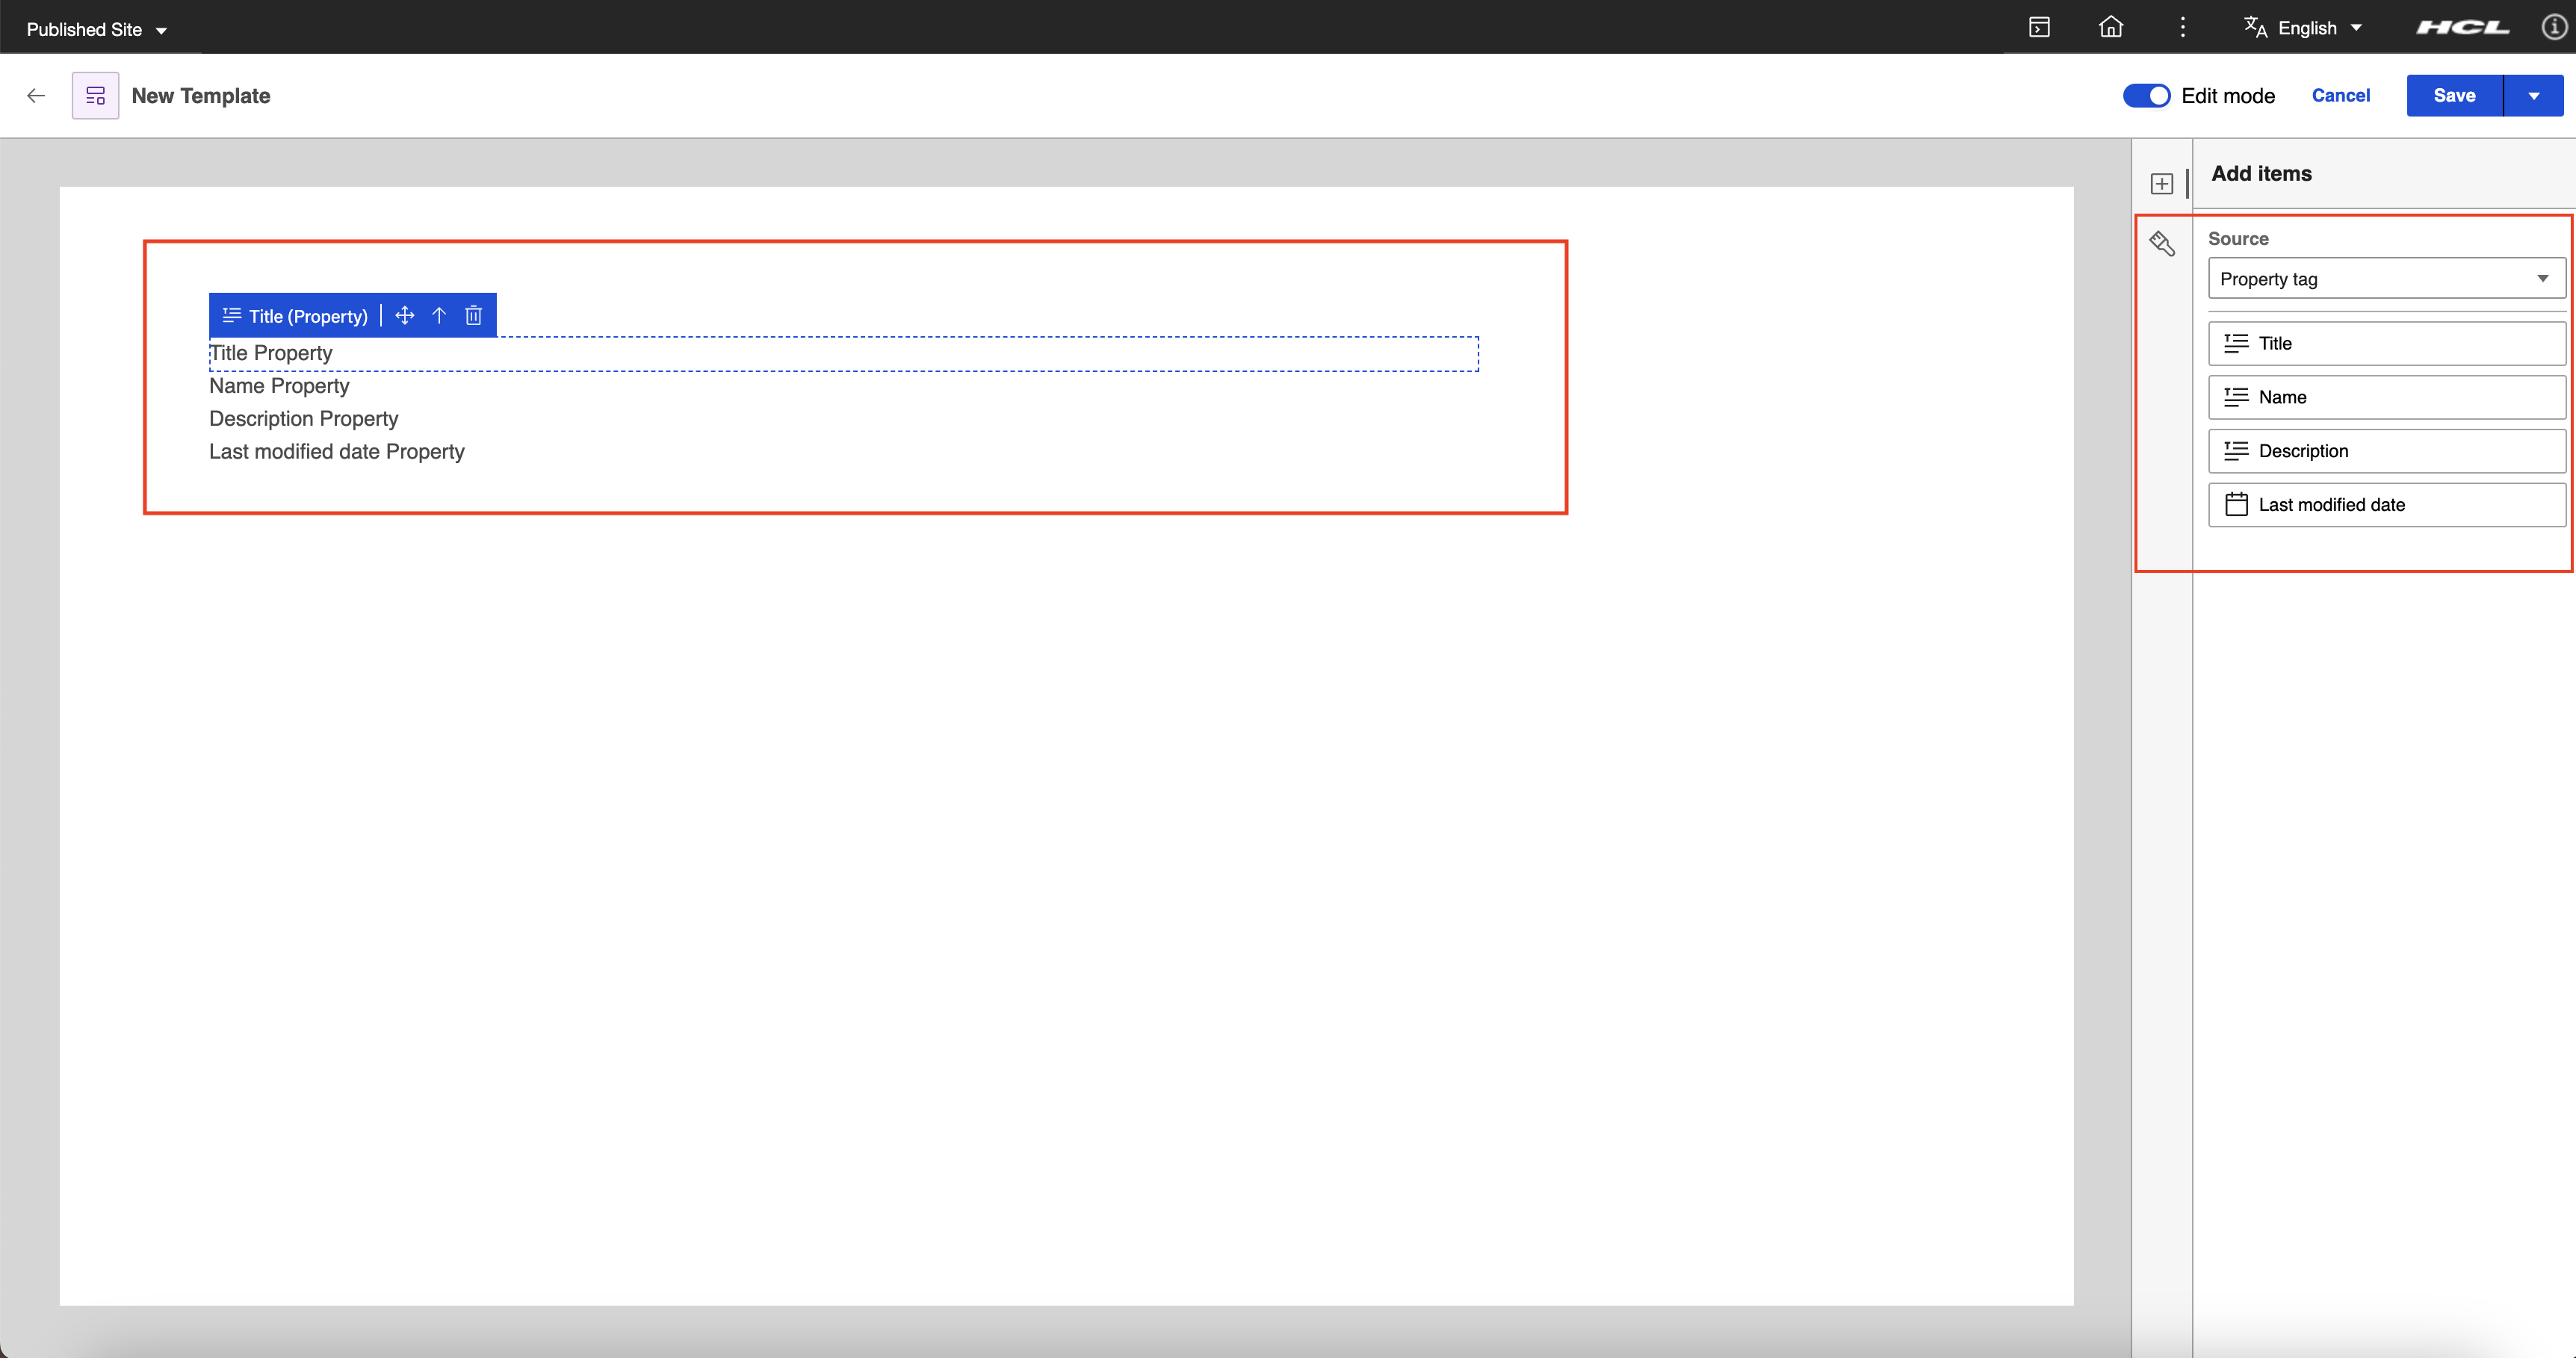 Published Site
English
HCL
New Template
Edit mode
Cancel
Save
Add items
Source
Property tag
Title
Name
Description
Last modified date
Title (Property)
Title Property
Name Property
Description Property
Last modified date Property